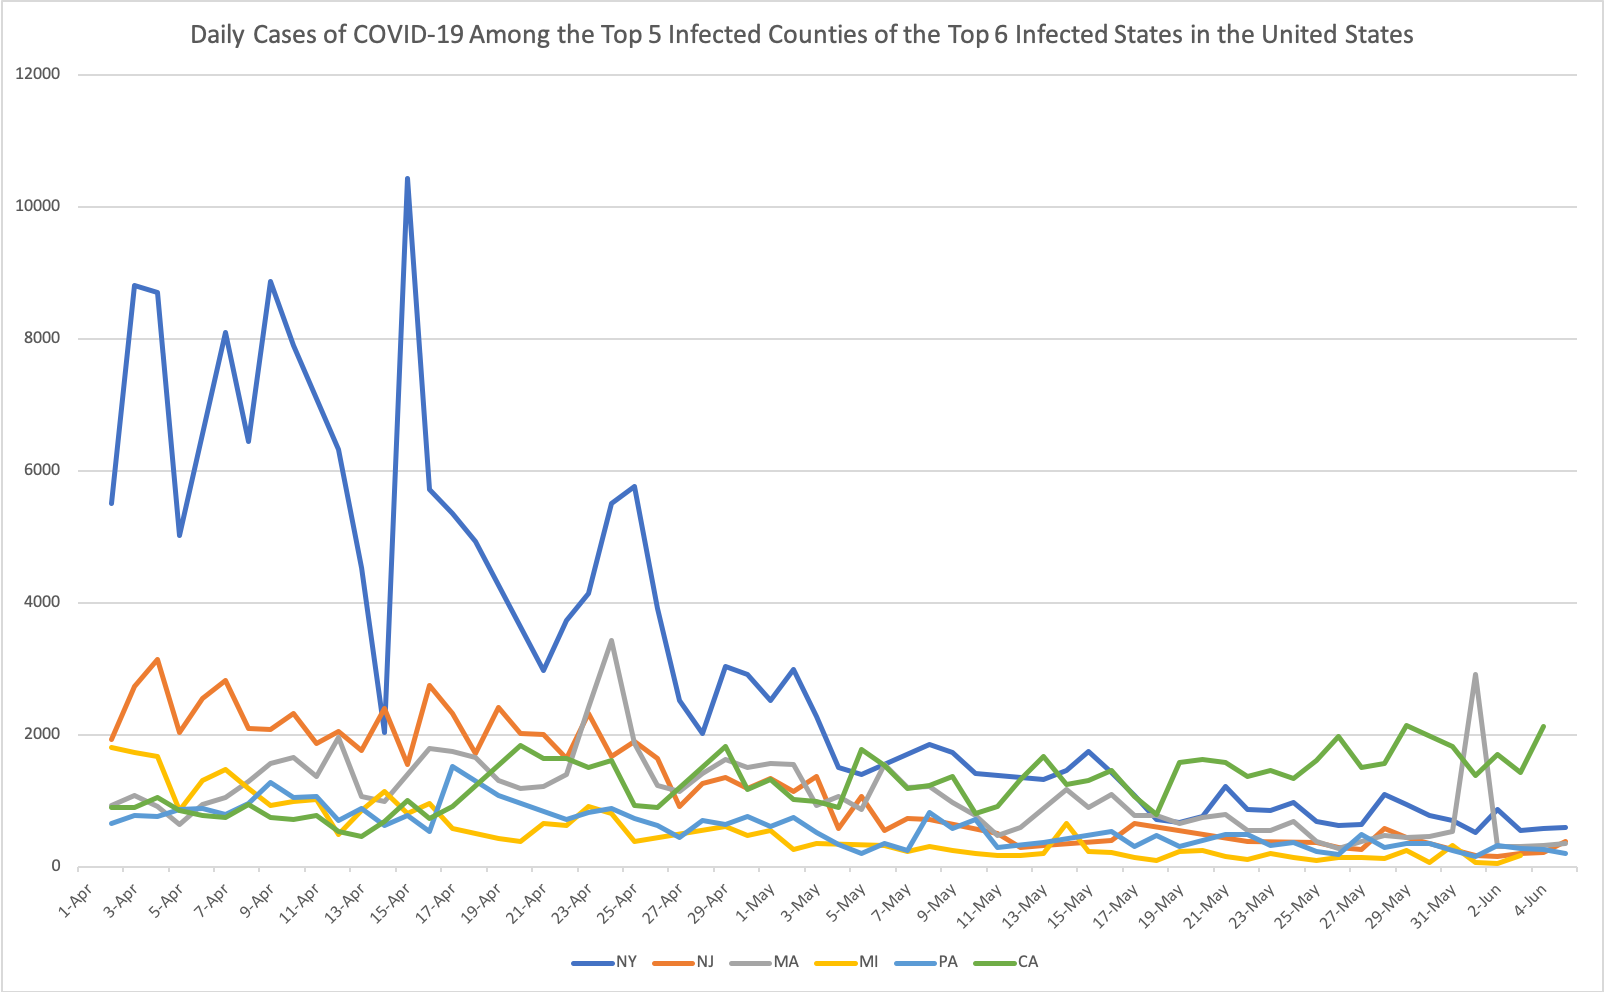 Daily Cases of COVID-19 Among the Top 5 Infected Counties of the Top 6 Infected States in the United States
12000
10000
8000
6000
4000
2000
0
1-Apr 3-Apr 5-Apr 7-Apr 9-Apr 11-Apr 13-Apr 15-Apr 17-Apr 19-Apr 21-Apr 23-Apr 25-Apr 27-Apr 29-Apr 1-May 3-May 5-May 7-May 9-May 11-May 13-May 15-May 17-May 19-May 21-May 23-May 25-May 27-May 29-May 31-May 2-Jun 4-Jun
NY NJ MA MI PA CA